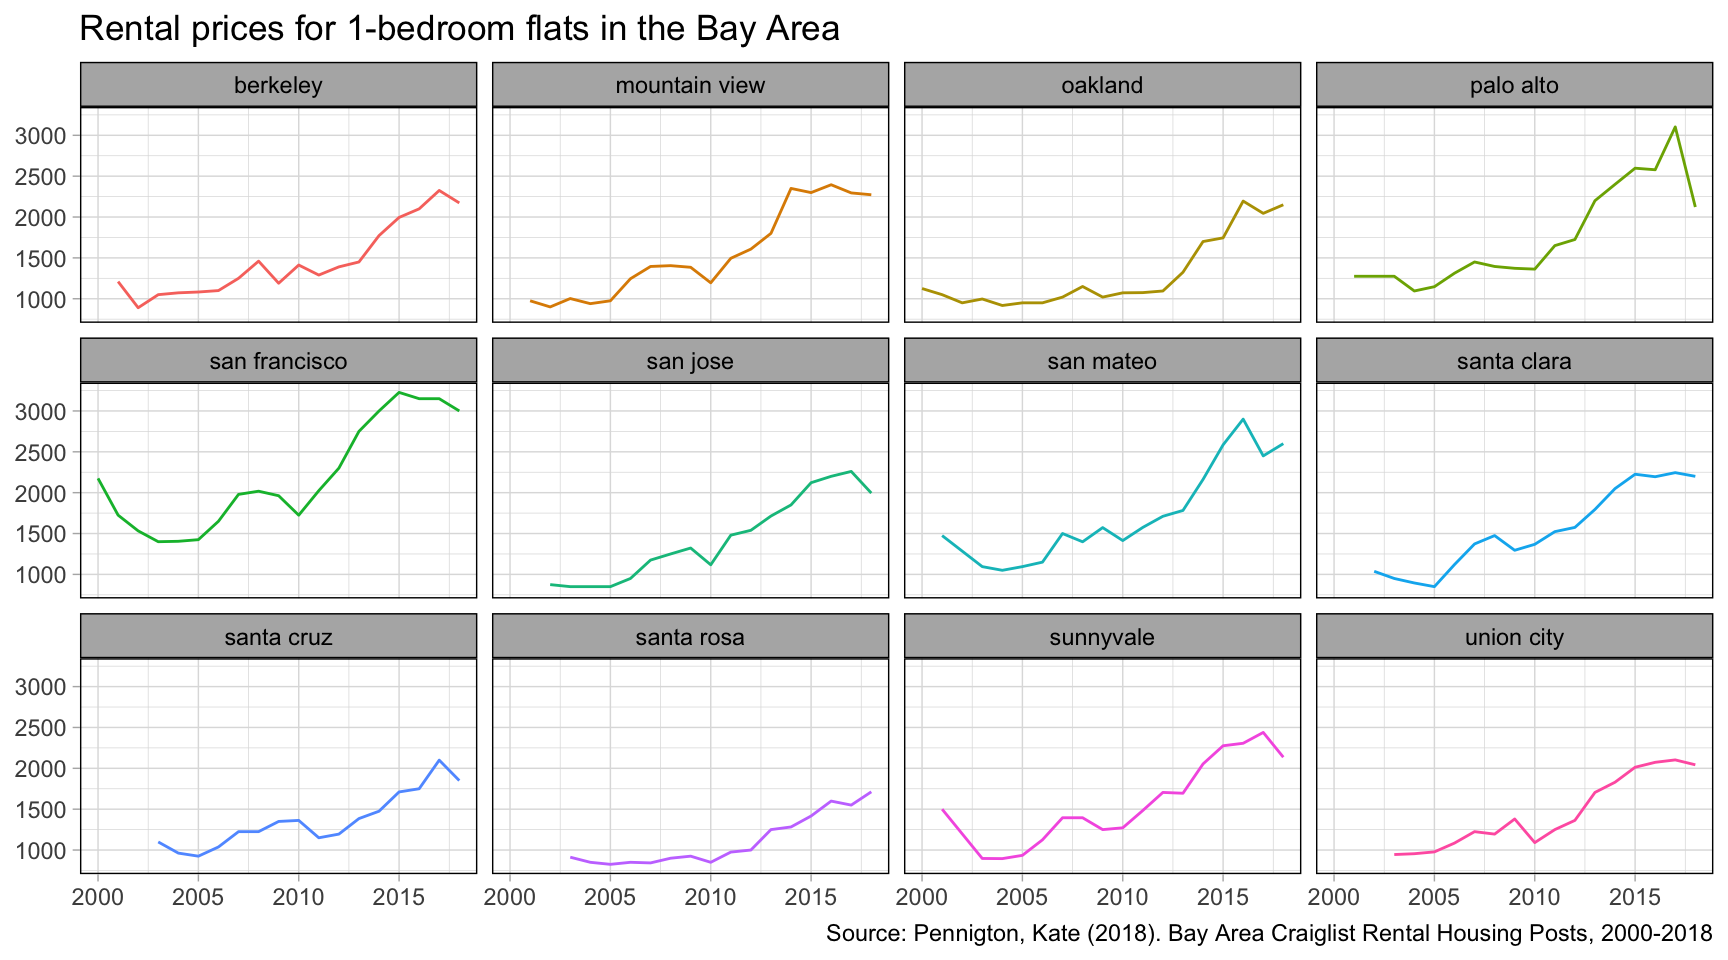 Rental prices for 1-bedroom flats in the Bay Area
berkeley mountain view oakland palo alto
3000
2500
2000
1500
1000
san francisco san jose san mateo santa clara
3000
2500
2000
1500
1000
santa cruz santa rosa sunnyvale union city
3000
2500
2000
1500
1000
2000 2005 2010 2015 2000 2005 2010 2015 2000 2005 2010 2015 2000 2005 2010 2015
Source: Pennigton, Kate (2018). Bay Area Craiglist Rental Housing Posts, 2000-2018